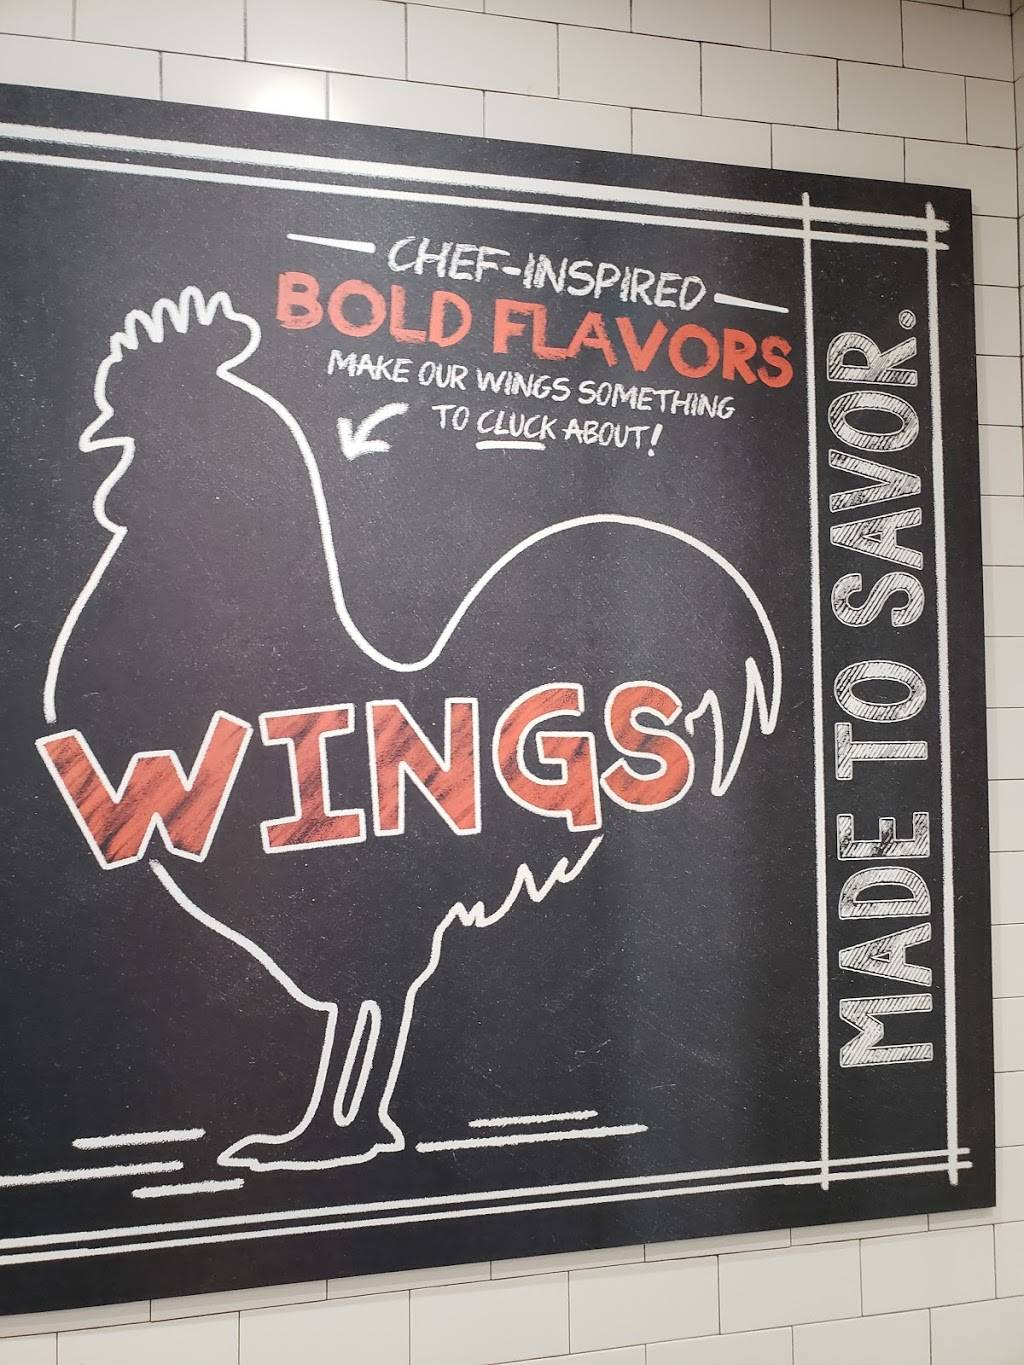 CHEF-INSPIRED
BOLD FLAVORS
MAKE OUR WINGS SOMETHING
TO CLUCK ABOUT!
WINGS
MADE TO SAVOR.